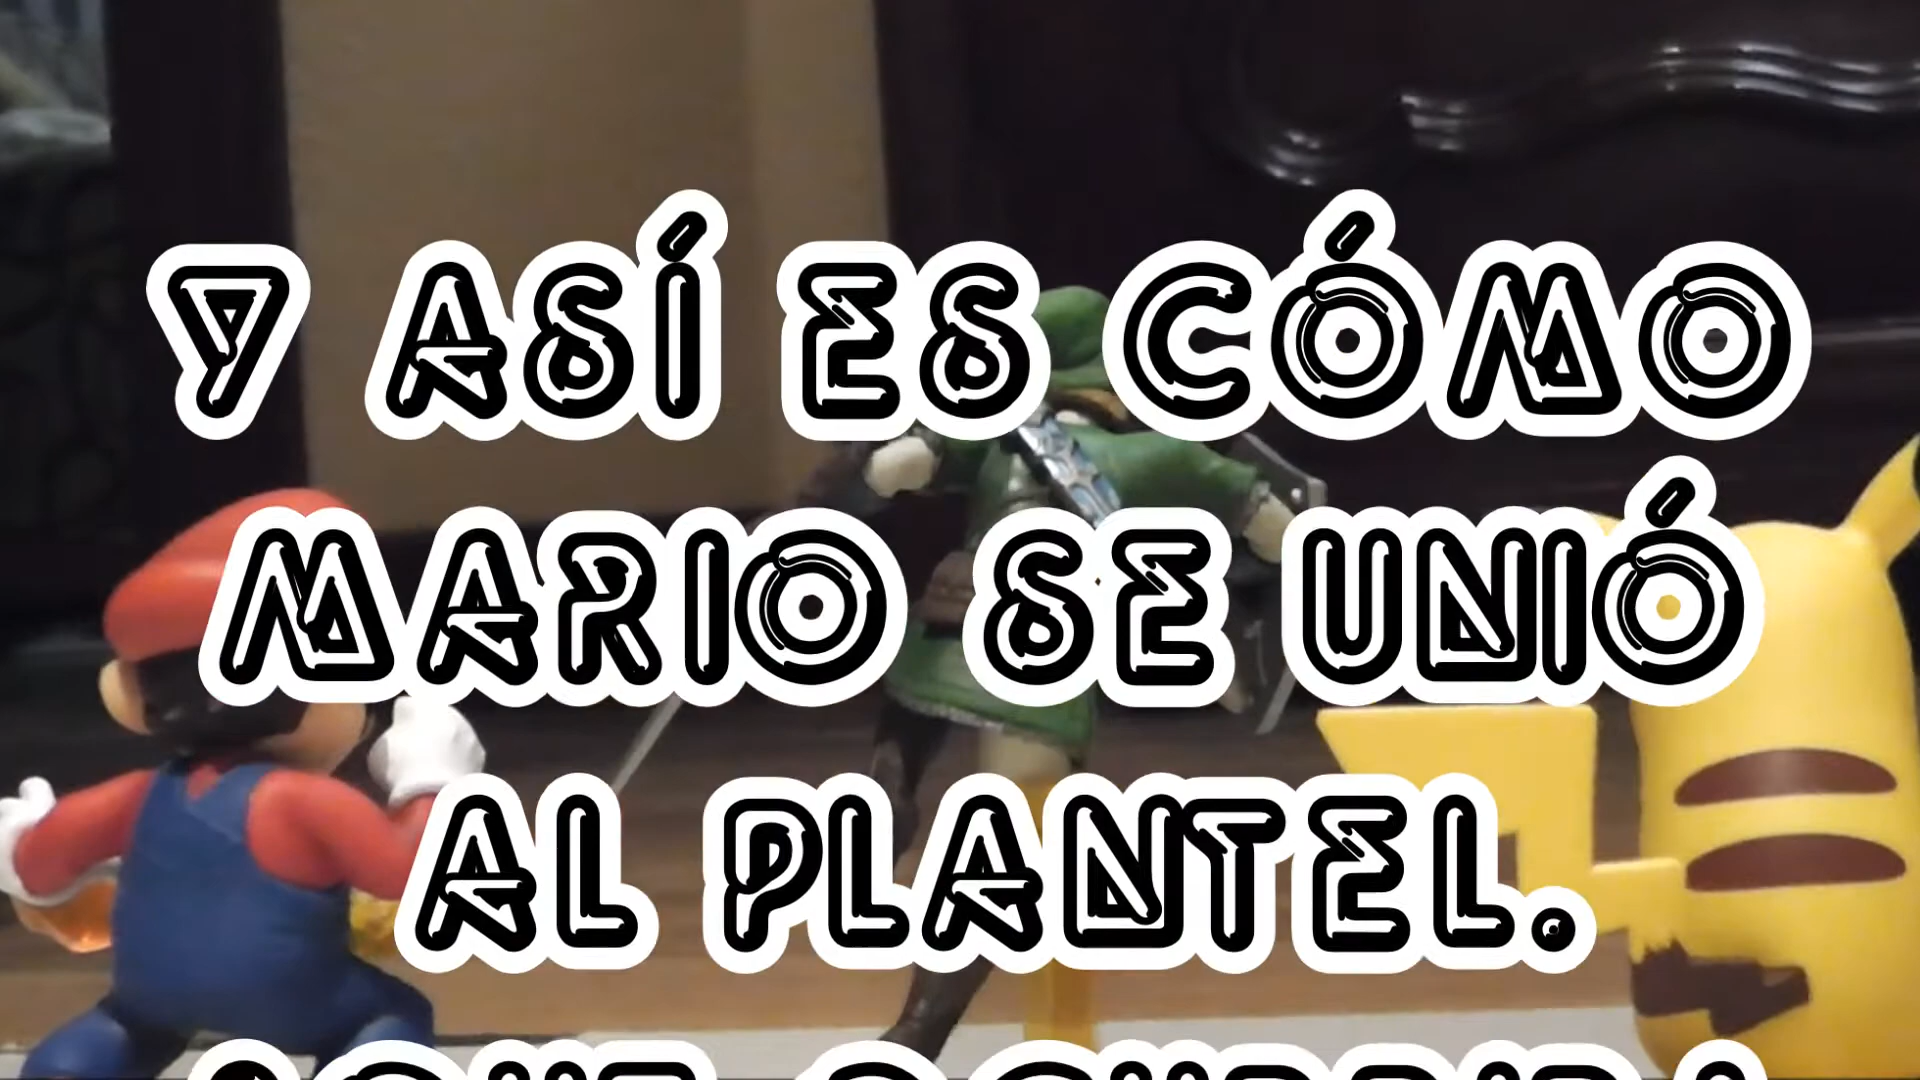 Y ASÍ ES CÓMO
MARIO SE UNIÓ
AL PLANTEL.